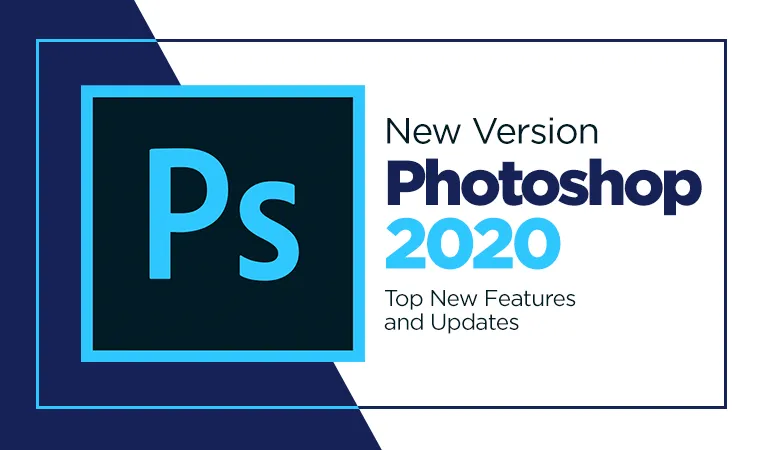 Ps
New Version
Photoshop
2020
Top New Features
and Updates